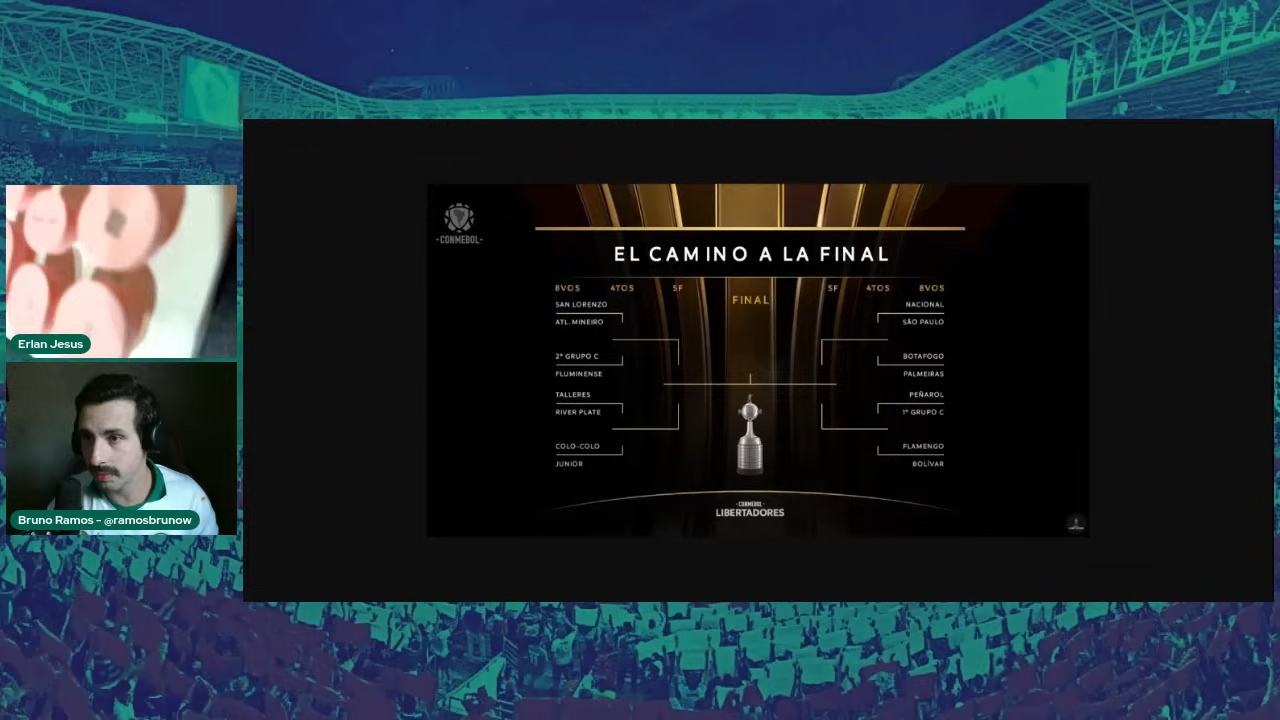 -CONMEBOL-
EL CAMINO A LA FINAL
8VOS 4TOS SF FINAL SF 4TOS 8VOS
SAN LORENZO NACIONAL
ATL. MINEIRO SÃO PAULO
2º GRUPO C BOTAFOGO
FLUMINENSE PALMEIRAS
TALLERES PEÑAROL
RIVER PLATE 1º GRUPO C
COLO-COLO FLAMENGO
JUNIOR BOLÍVAR
-CONMEBOL-
LIBERTADORES
Erlan Jesus
Bruno Ramos - @ramosbrunow